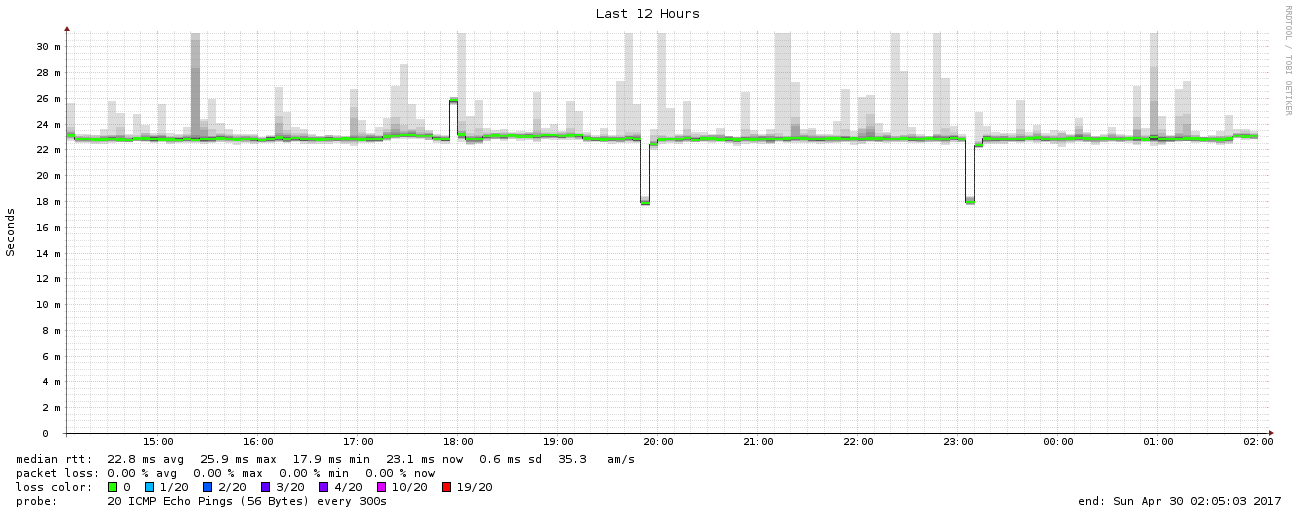 Last 12 Hours
RRDTOOL / TOBI OETIKER
30 m
28 m
26 m
24 m
22 m
20 m
18 m
16 m
14 m
12 m
10 m
8 m
6 m
4 m
2 m
0
Seconds
15:00 16:00 17:00 18:00 19:00 20:00 21:00 22:00 23:00 00:00 01:00 02:00
median rtt: 22.8 ms avg 25.9 ms max 17.9 ms min 23.1 ms now 0.6 ms sd 35.3 am/s
packet loss: 0.00 % avg 0.00 % max 0.00 % min 0.00 % now
loss color: 0 1/20 2/20 3/20 4/20 10/20 19/20
probe: 20 ICMP Echo Pings (56 Bytes) every 300s end: Sun Apr 30 02:05:03 2017